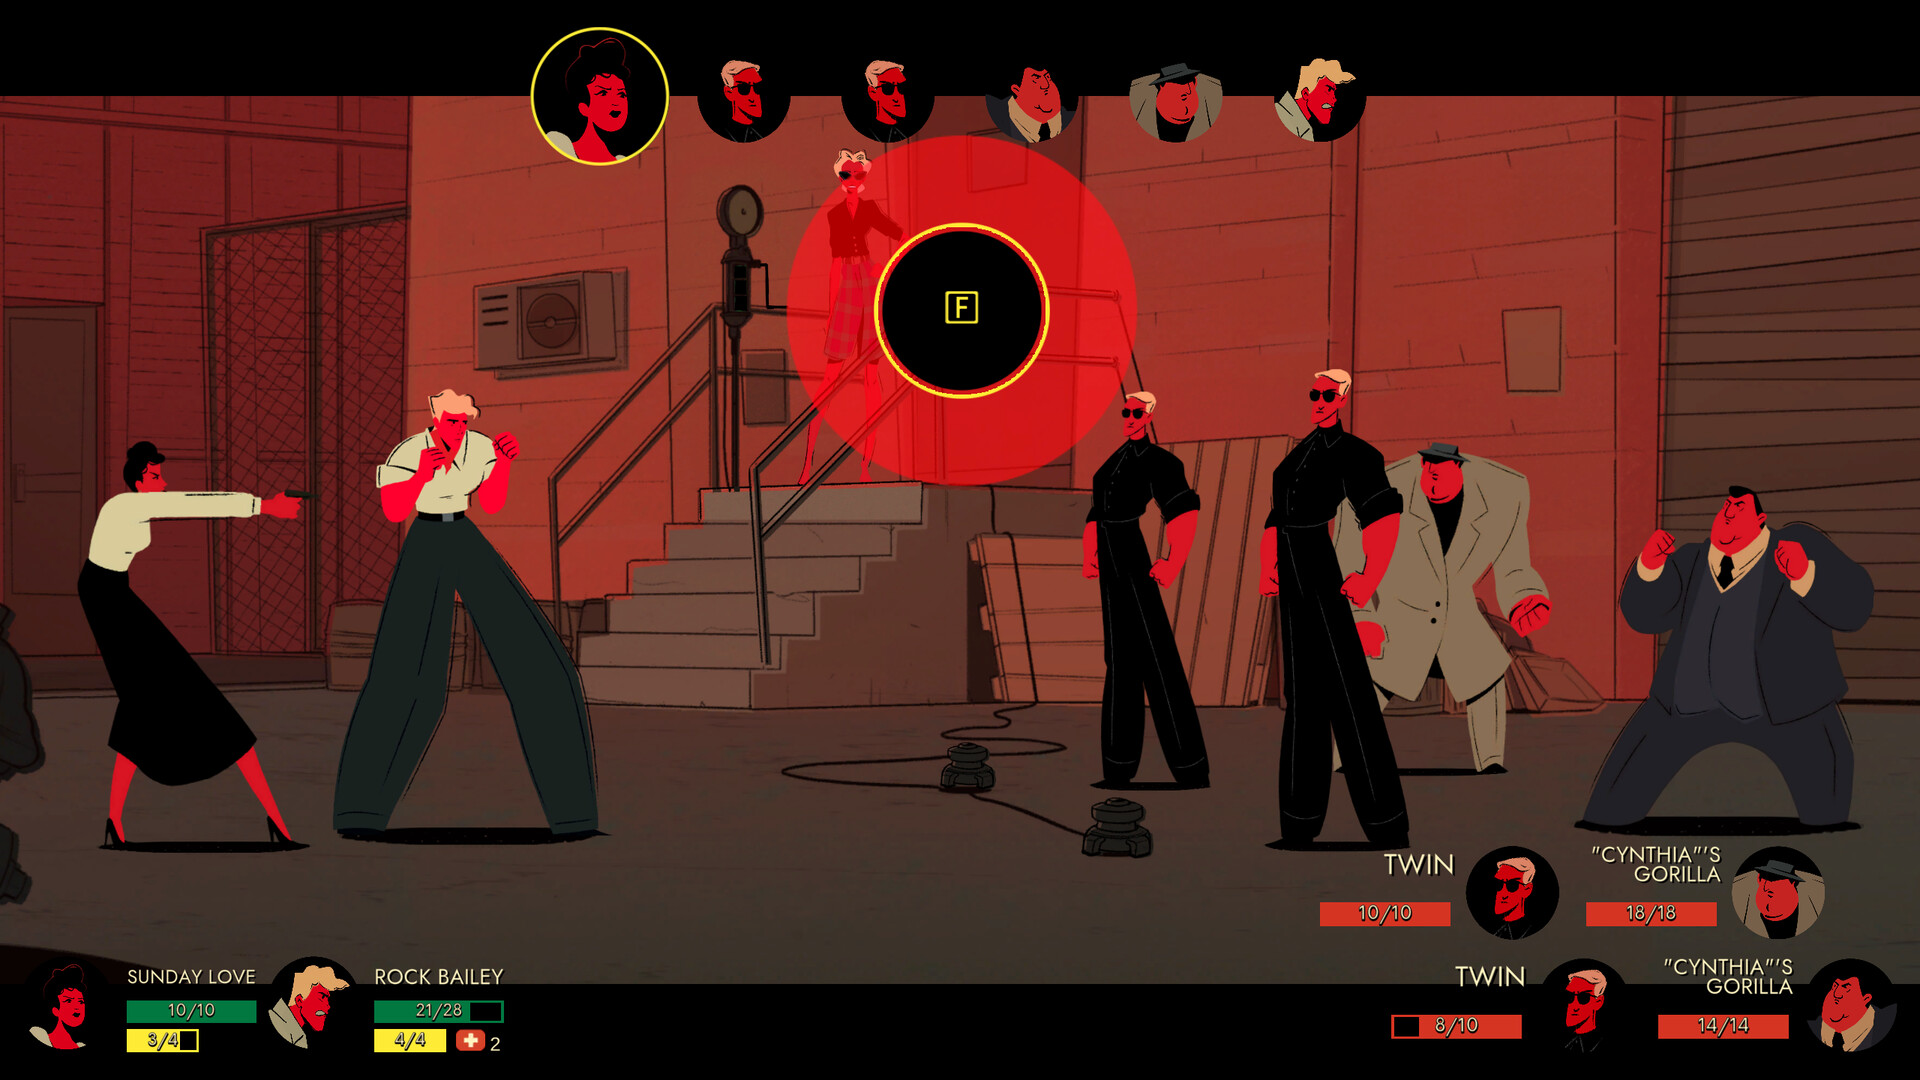 F
TWIN
10/10
"CYNTHIA"'S
GORILLA
18/18
SUNDAY LOVE
10/10
3/4
ROCK BAILEY
21/28
4/4
2
TWIN
8/10
"CYNTHIA"'S
GORILLA
14/14